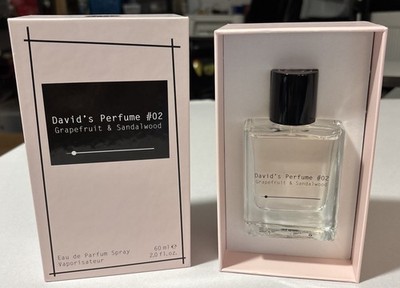 David's Perfume #02
Grapefruit & Sandalwood
Eau de Parfum Spray
Vaporisateur
60 ml ℮
2.0 fl.oz.
David's Perfume #02
Grapefruit & Sandalwood